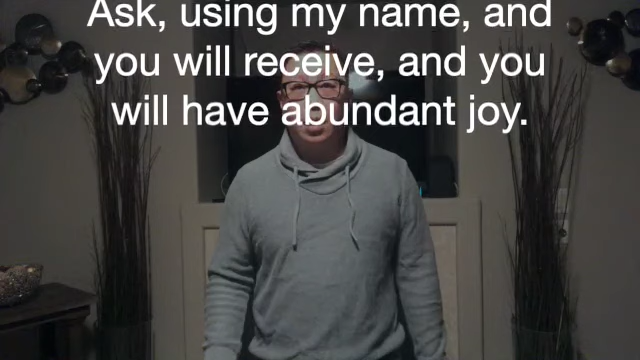 Ask, using my name, and
you will receive, and you
will have abundant joy.